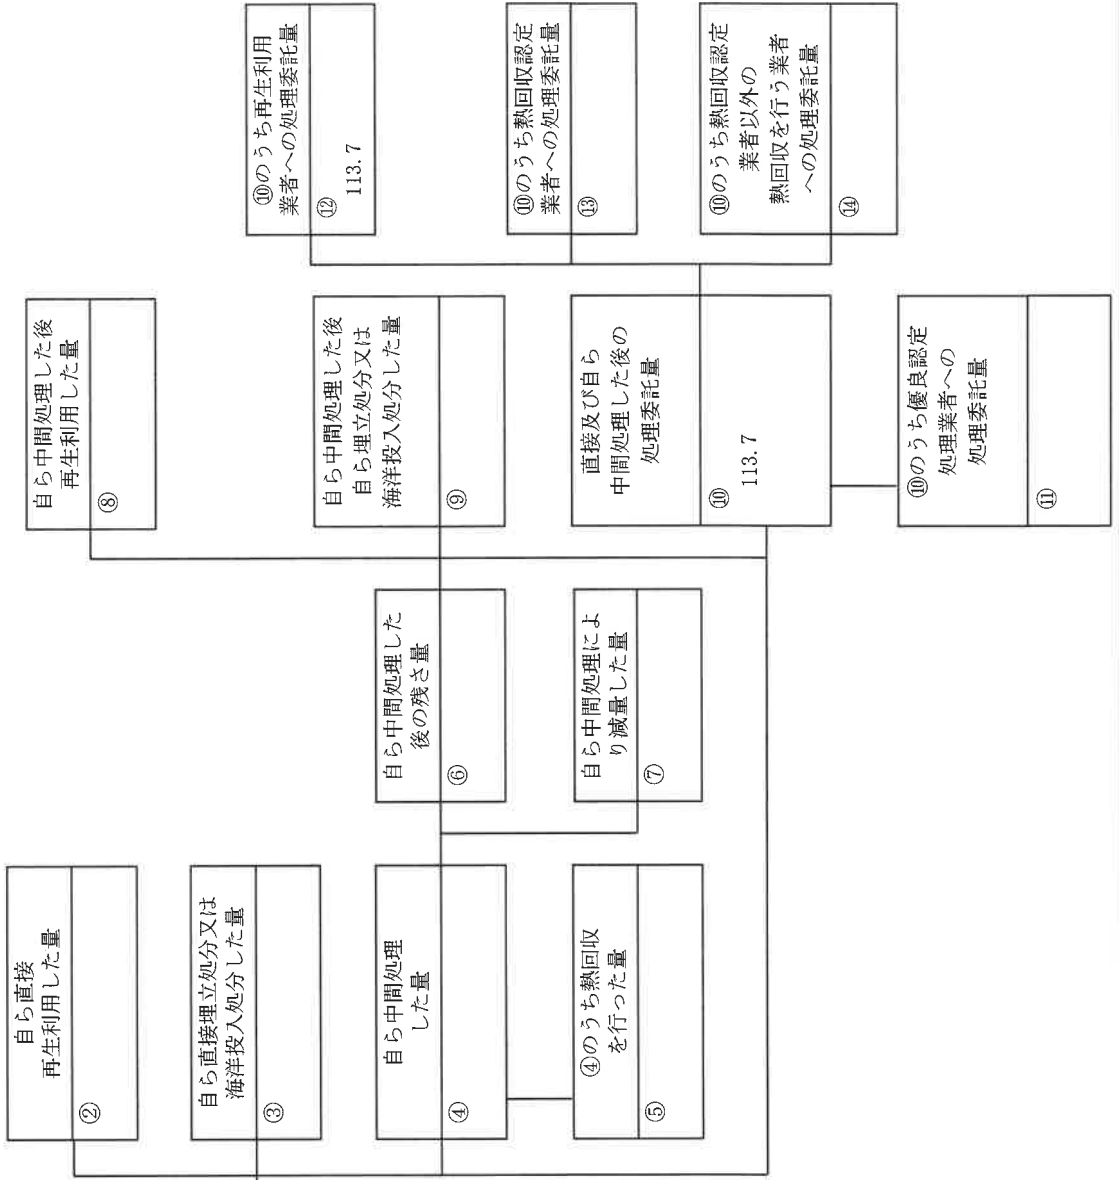 自ら直接
再生利用した量
②
自ら直接埋立処分又は
海洋投入処分した量
③
自ら中間処理
した量
④
④のうち熱回収
を行った量
⑤
自ら中間処理した
後の残さ量
⑥
自ら中間処理によ
り減量した量
⑦
自ら中間処理した後
再生利用した量
⑧
自ら中間処理した後
自ら埋立処分又は
海洋投入処分した量
⑨
直接及び自ら
中間処理した後の
処理委託量
⑩
113.7
⑩のうち優良認定
処理業者への
処理委託量
⑪
⑩のうち再生利用
業者への処理委託量
⑫
113.7
⑩のうち熱回収認定
業者への処理委託量
⑬
⑩のうち熱回収認定
業者以外の
熱回収を行う業者
への処理委託量
⑭